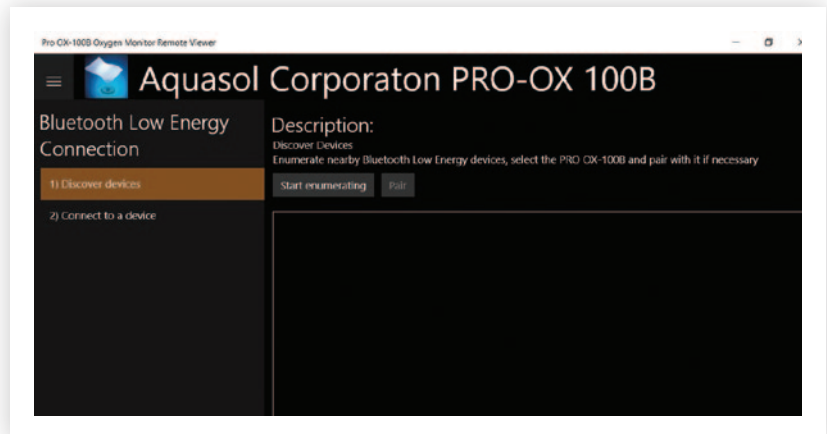 Pro OX-100B Oxygen Monitor Remote Viewer
Aquasol Corporaton PRO-OX 100B
Bluetooth Low Energy
Connection
1) Discover devices
2) Connect to a device
Description:
Discover Devices
Enumerate nearby Bluetooth Low Energy devices, select the PRO OX-100B and pair with it if necessary
Start enumerating
Pair